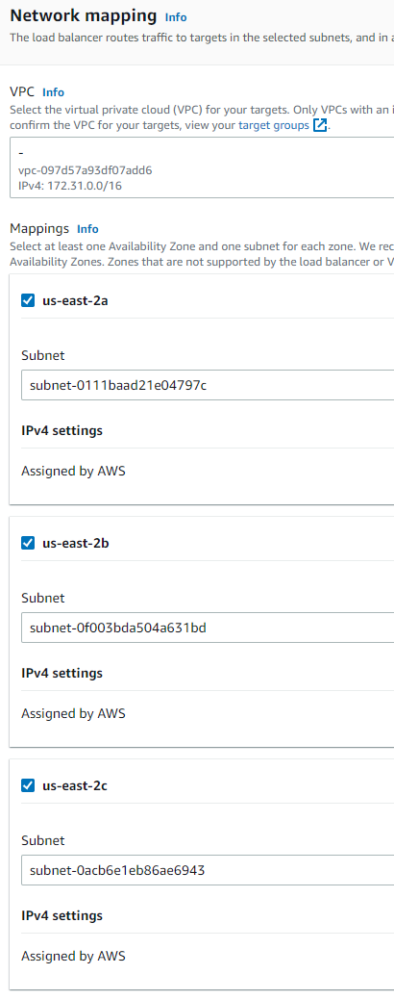 Network mapping Info
The load balancer routes traffic to targets in the selected subnets, and in a
VPC Info
Select the virtual private cloud (VPC) for your targets. Only VPCs with an i
confirm the VPC for your targets, view your target groups.
-
vpc-097d57a93df07add6
IPv4: 172.31.0.0/16
Mappings Info
Select at least one Availability Zone and one subnet for each zone. We rec
Availability Zones. Zones that are not supported by the load balancer or V
us-east-2a
Subnet
subnet-0111baad21e04797c
IPv4 settings
Assigned by AWS
us-east-2b
Subnet
subnet-0f003bda504a631bd
IPv4 settings
Assigned by AWS
us-east-2c
Subnet
subnet-0acb6e1eb86ae6943
IPv4 settings
Assigned by AWS